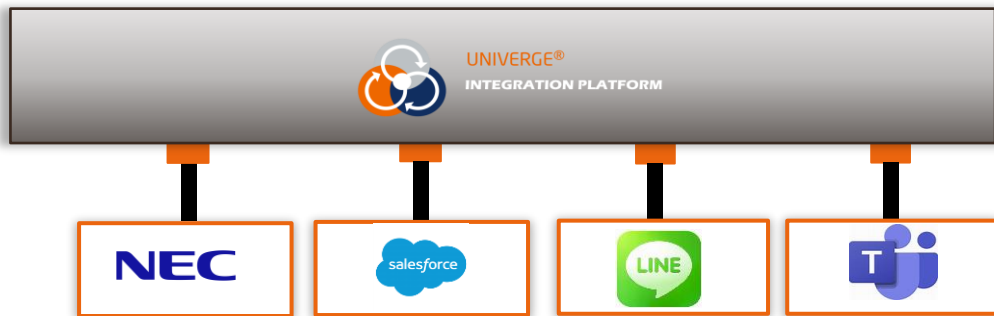 UNIVERGE®
INTEGRATION PLATFORM
NEC
salesforce
LINE
T